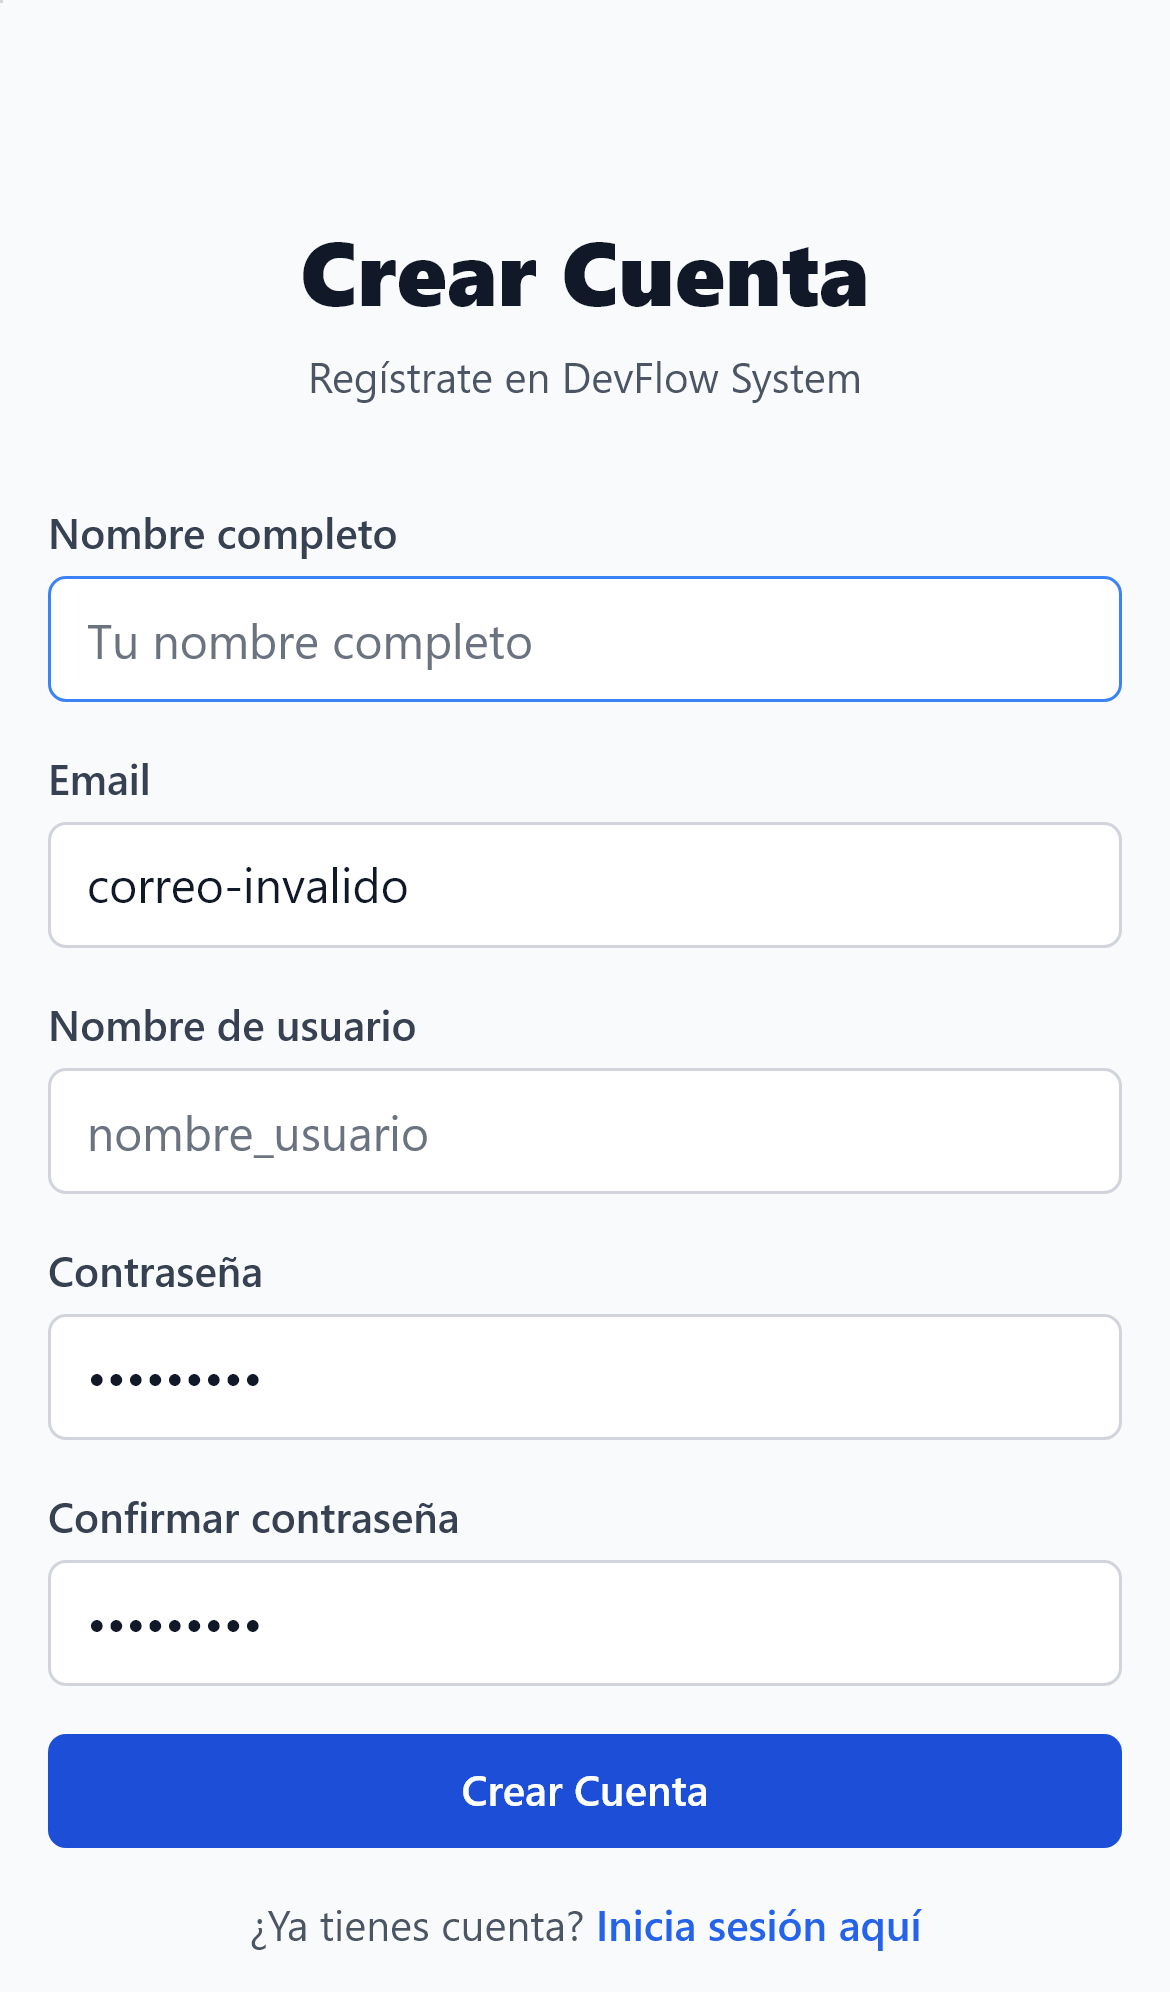 Crear Cuenta
Regístrate en DevFlow System
Nombre completo
Tu nombre completo
Email
correo-invalido
Nombre de usuario
nombre_usuario
Contraseña
•••••••••
Confirmar contraseña
•••••••••
Crear Cuenta
¿Ya tienes cuenta? Inicia sesión aquí